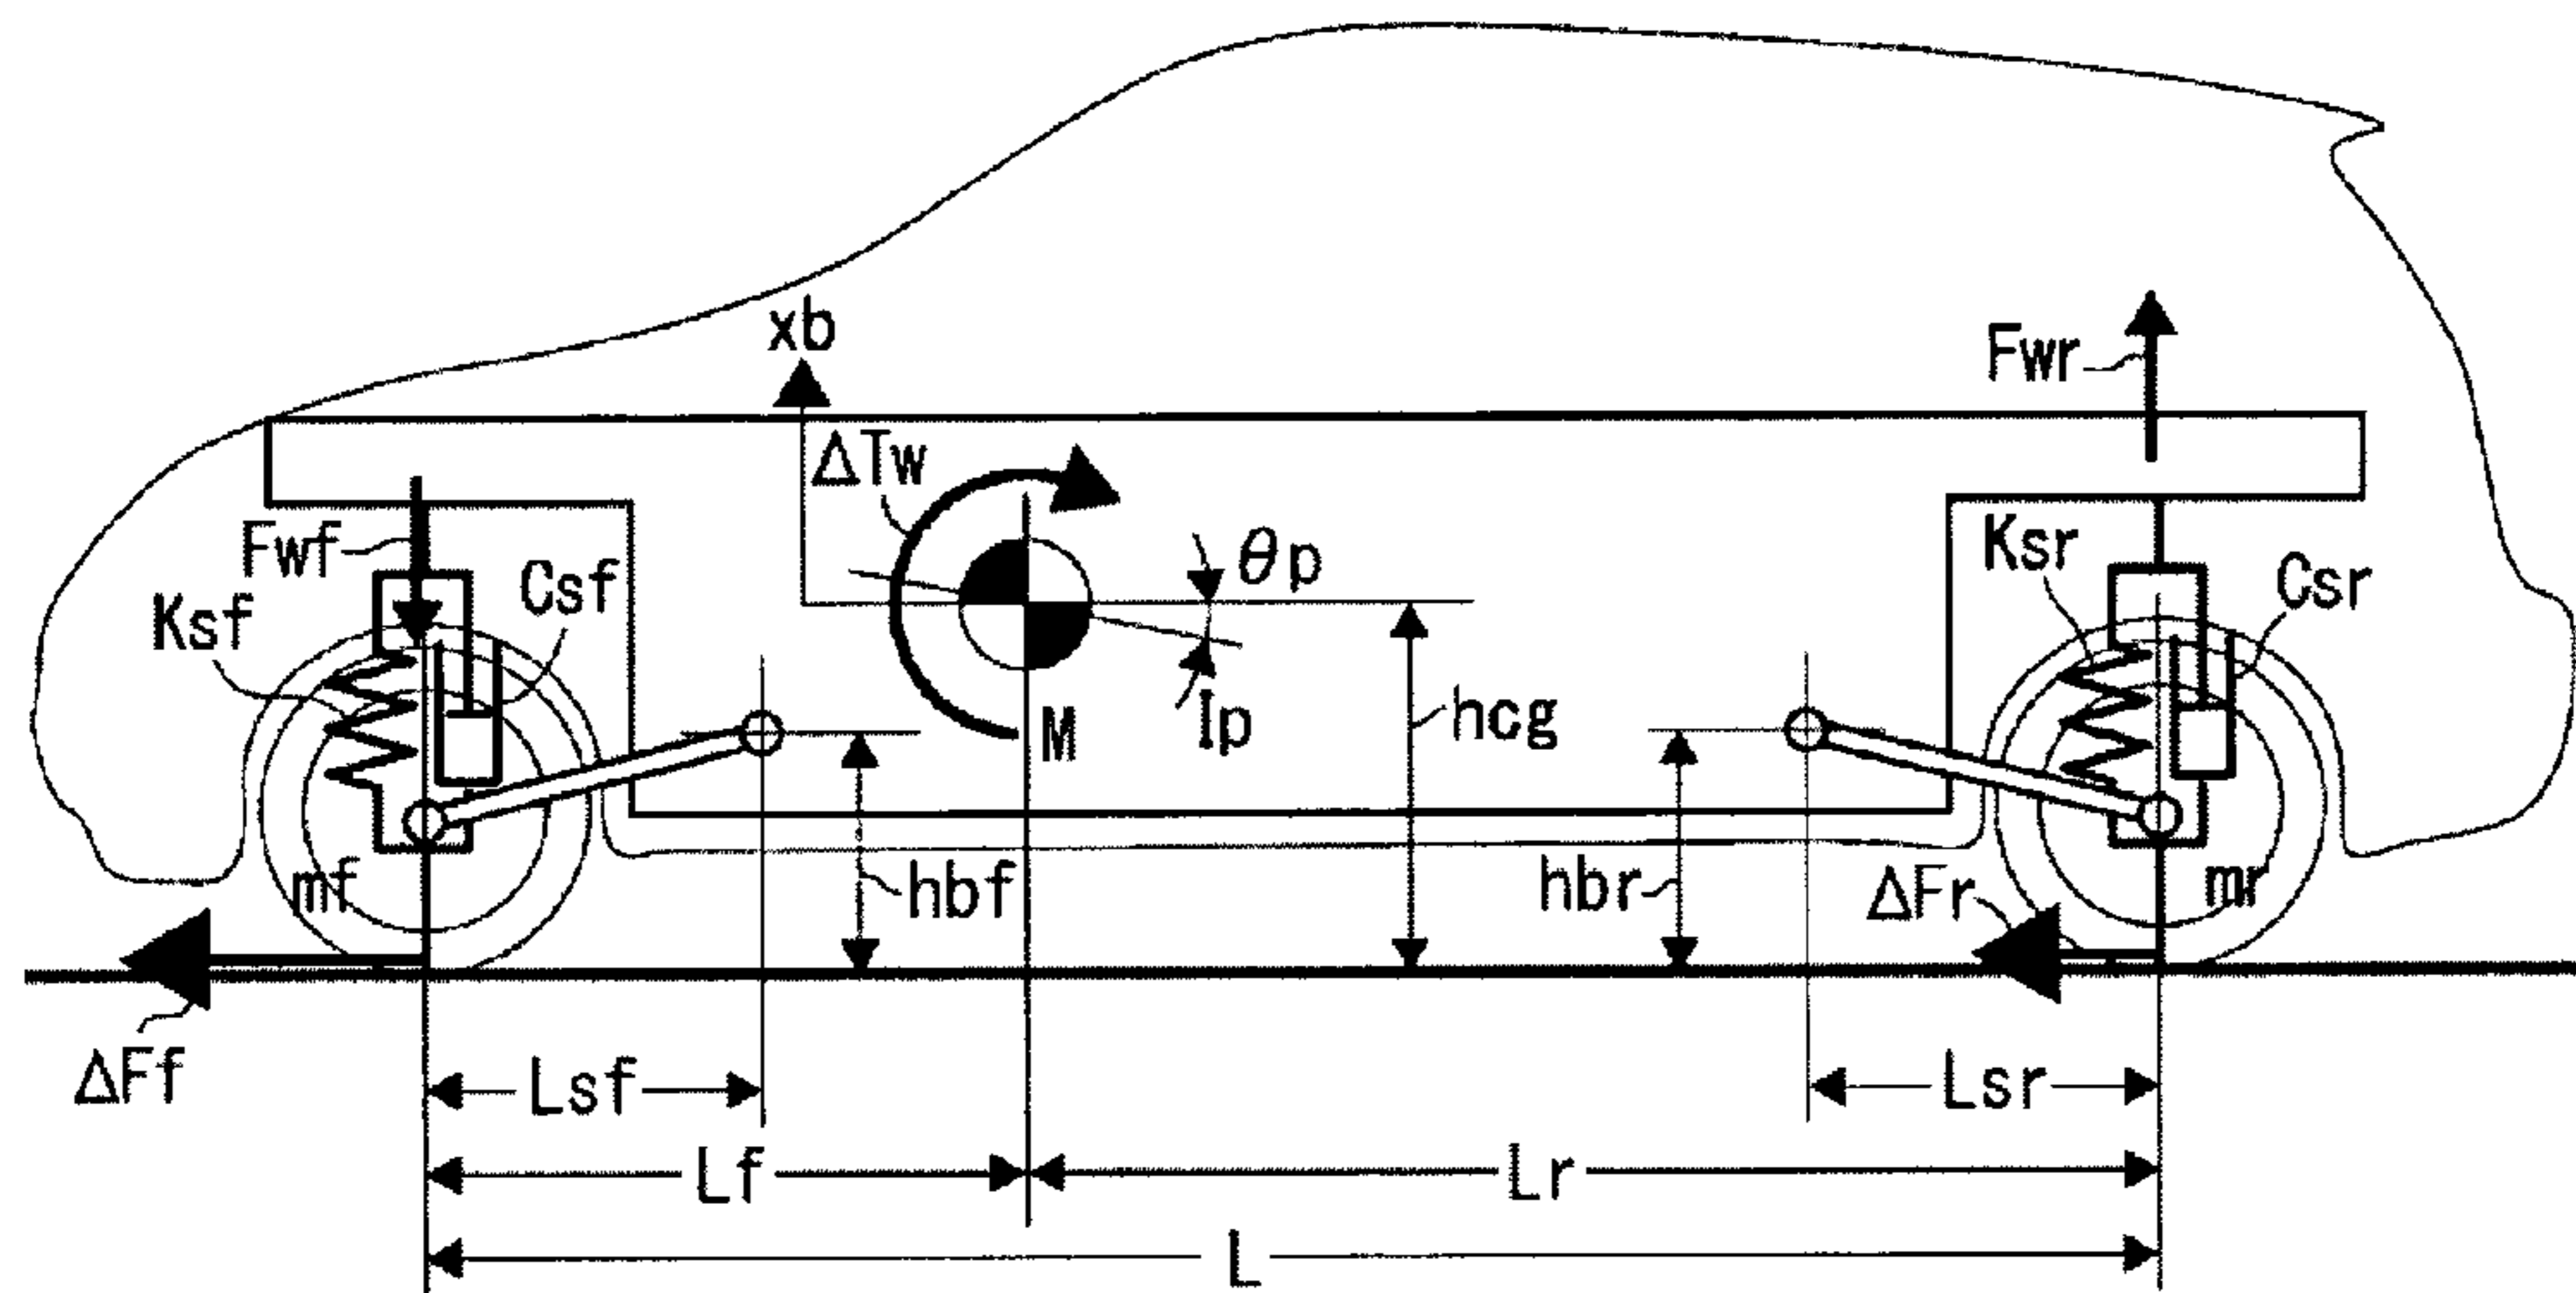 xb
Fwr
ΔTw
Fwf
Csf
θp
Ksr
Csr
Ksf
M
Ip
hcg
mf
hbf
hbr
ΔFr
mr
ΔFf
Lsf
Lsr
Lf
Lr
L